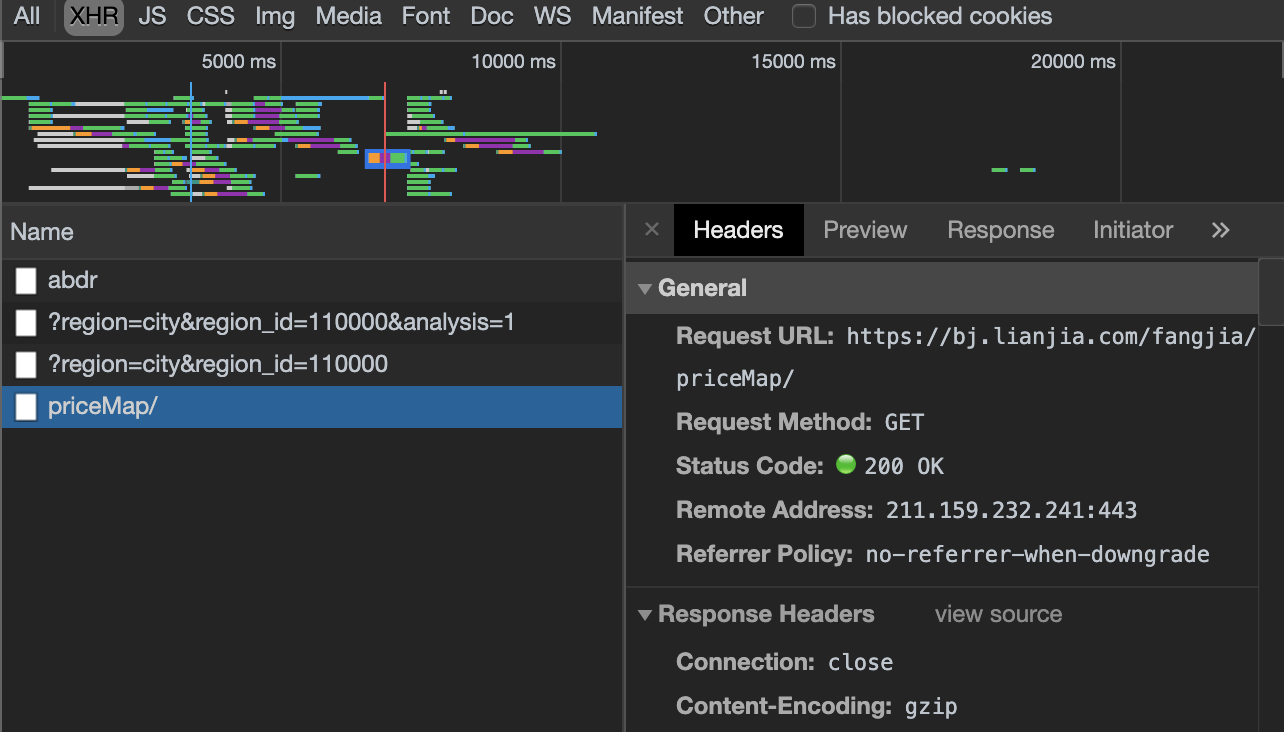 All XHR JS CSS Img Media Font Doc WS Manifest Other Has blocked cookies
5000 ms 10000 ms 15000 ms 20000 ms
Name
abdr
?region=city&region_id=110000&analysis=1
?region=city&region_id=110000
priceMap/
× Headers Preview Response Initiator »
General
Request URL: https://bj.lianjia.com/fangjia/
priceMap/
Request Method: GET
Status Code: 200 OK
Remote Address: 211.159.232.241:443
Referrer Policy: no-referrer-when-downgrade
Response Headers view source
Connection: close
Content-Encoding: gzip